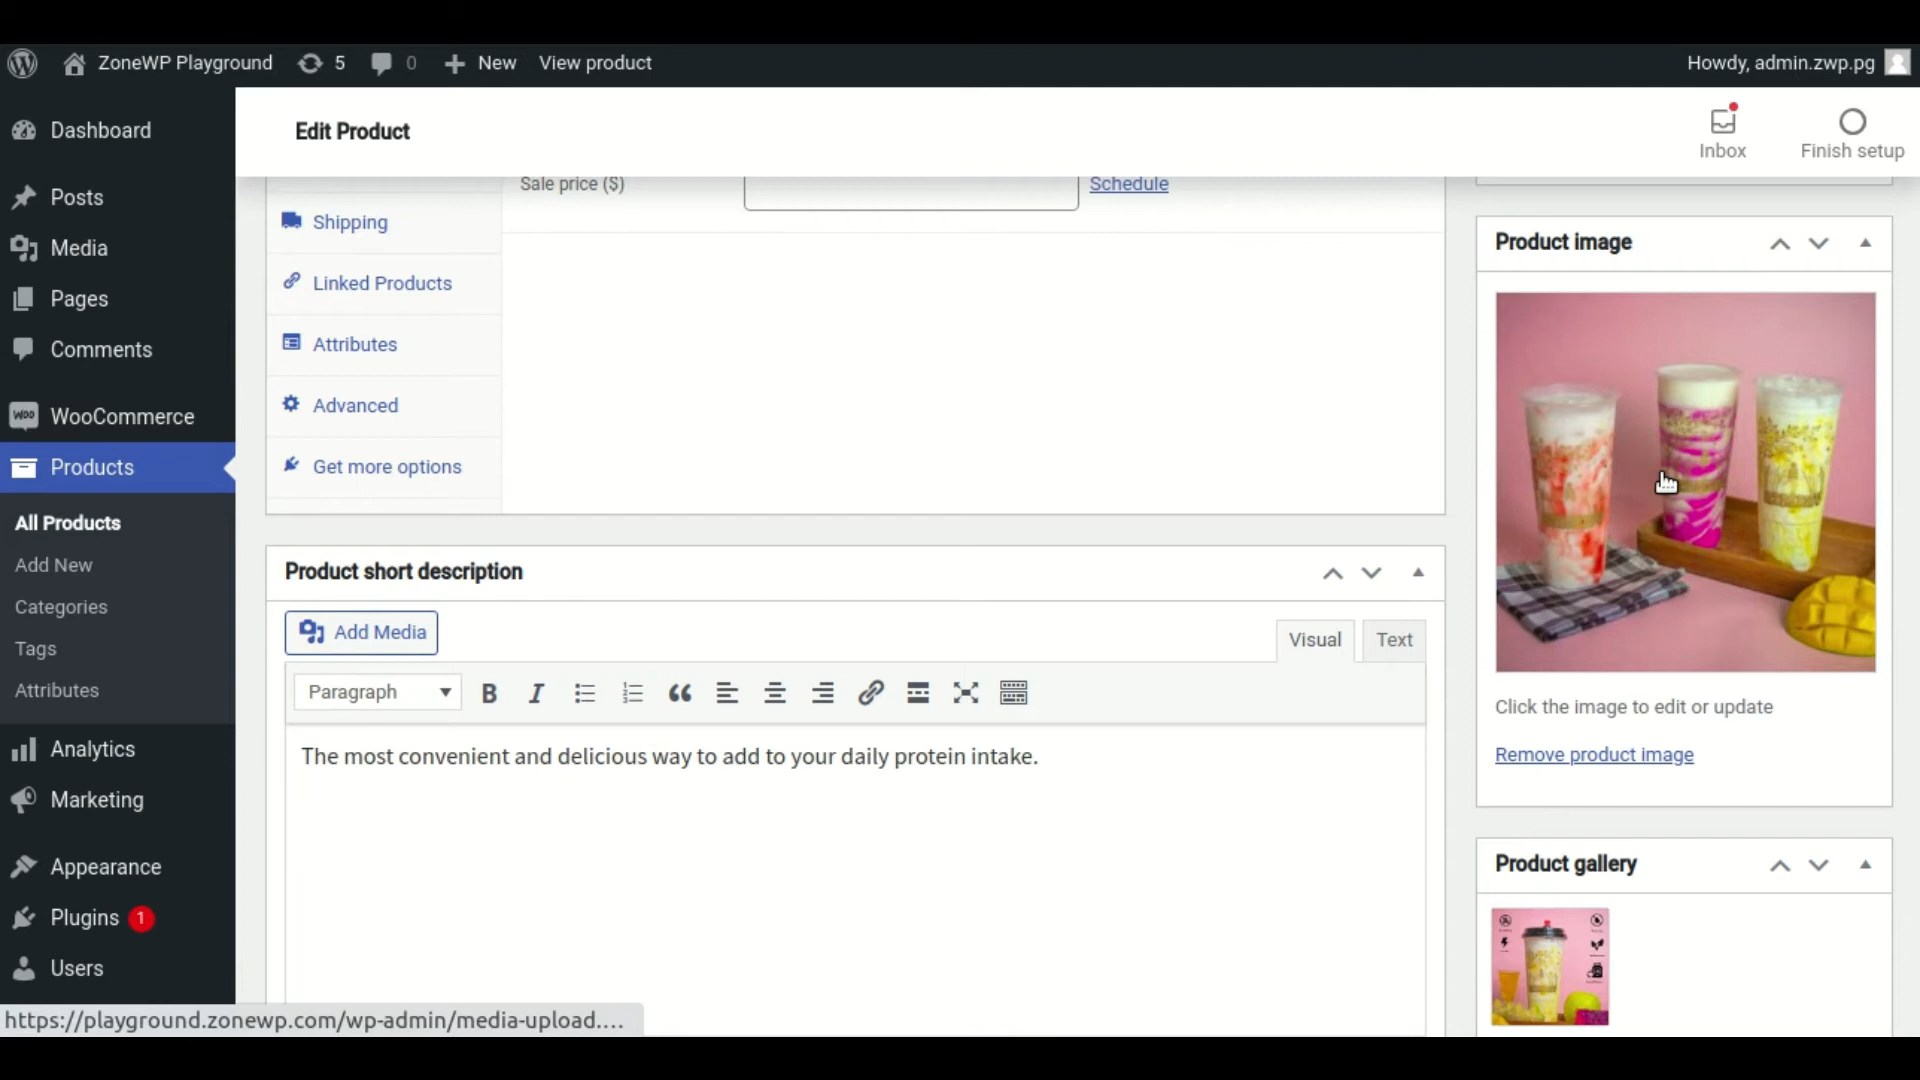 ZoneWP Playground
5
0
New
View product
Howdy, admin.zwp.pg
Dashboard
Posts
Media
Pages
Comments
WOO
WooCommerce
Products
All Products
Add New
Categories
Tags
Attributes
Analytics
Marketing
Appearance
Plugins 1
Users
Edit Product
Inbox
Finish setup
Sale price ($)
Schedule
Shipping
Linked Products
Attributes
Advanced
Get more options
Product short description
Add Media
Visual
Text
Paragraph
B I
The most convenient and delicious way to add to your daily protein intake.
Product image
Click the image to edit or update
Remove product image
Product gallery
https://playground.zonewp.com/wp-admin/media-upload....